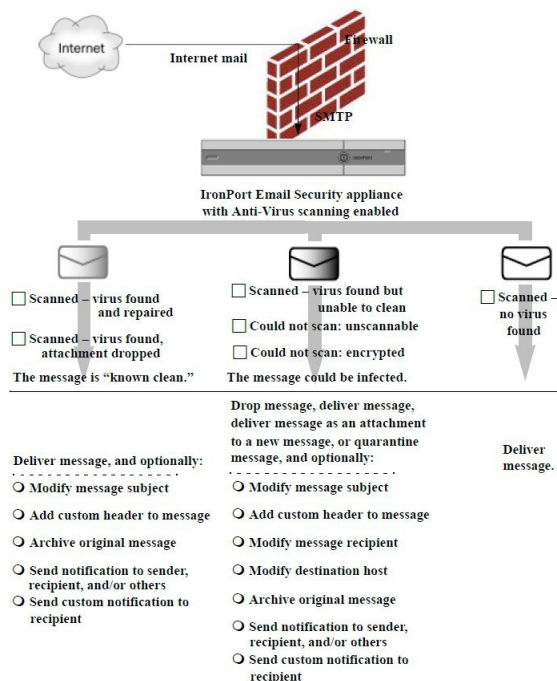 Internet
Internet mail
Firewall
SMTP
IRONPORT
IronPort Email Security appliance
with Anti-Virus scanning enabled
Scanned – virus found
and repaired
Scanned – virus found,
attachment dropped
The message is “known clean.”
Scanned – virus found but
unable to clean
Could not scan: unscannable
Could not scan: encrypted
The message could be infected.
Scanned –
no virus
found
Deliver message, and optionally:
Modify message subject
Add custom header to message
Archive original message
Send notification to sender,
recipient, and/or others
Send custom notification to
recipient
Drop message, deliver message,
deliver message as an attachment
to a new message, or quarantine
message, and optionally:
Modify message subject
Add custom header to message
Modify message recipient
Modify destination host
Archive original message
Send notification to sender,
recipient, and/or others
Send custom notification to
recipient
Deliver
message.